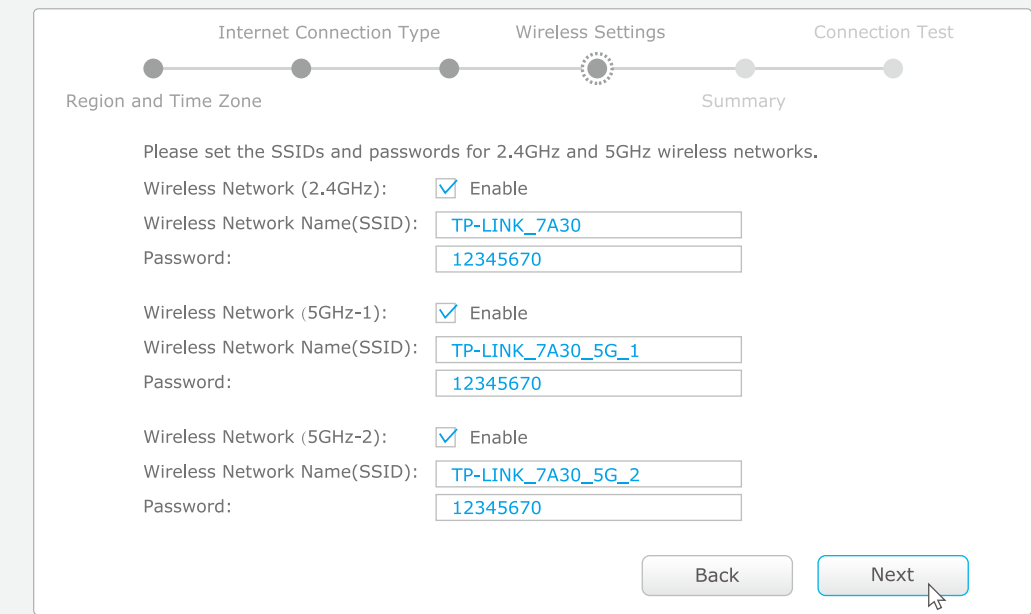 Internet Connection Type Wireless Settings Connection Test
Region and Time Zone Summary
Please set the SSIDs and passwords for 2.4GHz and 5GHz wireless networks.
Wireless Network (2.4GHz): Enable
Wireless Network Name(SSID): TP-LINK_7A30
Password: 12345670
Wireless Network (5GHz-1): Enable
Wireless Network Name(SSID): TP-LINK_7A30_5G_1
Password: 12345670
Wireless Network (5GHz-2): Enable
Wireless Network Name(SSID): TP-LINK_7A30_5G_2
Password: 12345670
Back Next